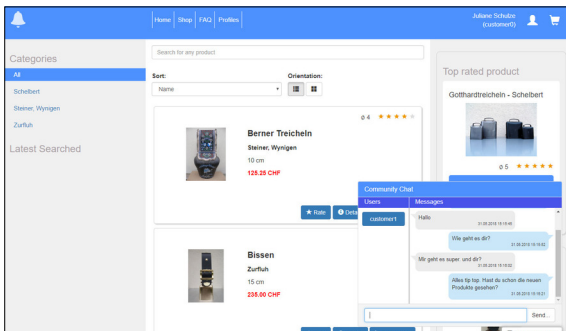 Juliane Schulze
(customer0)
Home
Shop
FAQ
Profiles
Categories
All
Schelbert
Steiner, Wynigen
Zurfluh
Latest Searched
Search for any product
Sort:
Orientation:
Name
ø 4
Berner Treicheln
Steiner, Wynigen
10 cm
125.25 CHF
Rate
Bissen
Zurfluh
15 cm
235.00 CHF
Top rated product
Gotthardtreicheln - Schelbert
ø 5
Community Chat
Users
Messages
customer1
Hallo
Wie geht es dir?
Mir geht es super. und dir?
Alles tip top. Hast du schon die neuen
Produkte gesehen?
Send...